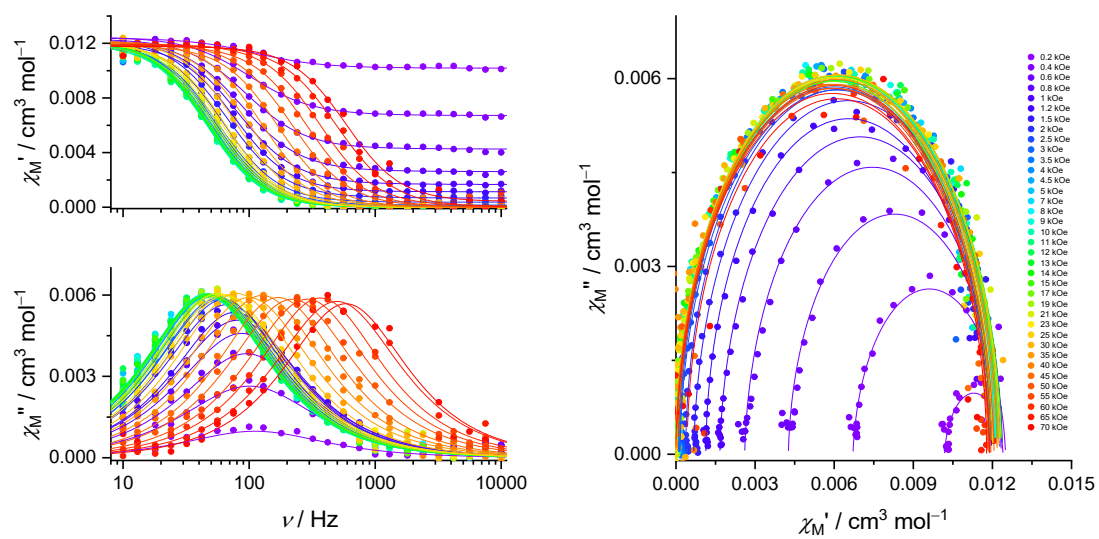 0.012
0.008
0.004
0.000
χM' / cm³ mol⁻¹
0.006
0.003
0.000
χM'' / cm³ mol⁻¹
10
100
1000
10000
ν / Hz
0.006
0.003
0.000
χM'' / cm³ mol⁻¹
0.000
0.003
0.006
0.009
0.012
0.015
χM' / cm³ mol⁻¹
0.2 kOe
0.4 kOe
0.6 kOe
0.8 kOe
1 kOe
1.2 kOe
1.5 kOe
2 kOe
2.5 kOe
3 kOe
3.5 kOe
4 kOe
4.5 kOe
5 kOe
7 kOe
8 kOe
9 kOe
10 kOe
11 kOe
12 kOe
13 kOe
14 kOe
15 kOe
17 kOe
19 kOe
21 kOe
23 kOe
25 kOe
30 kOe
35 kOe
40 kOe
45 kOe
50 kOe
55 kOe
60 kOe
65 kOe
70 kOe